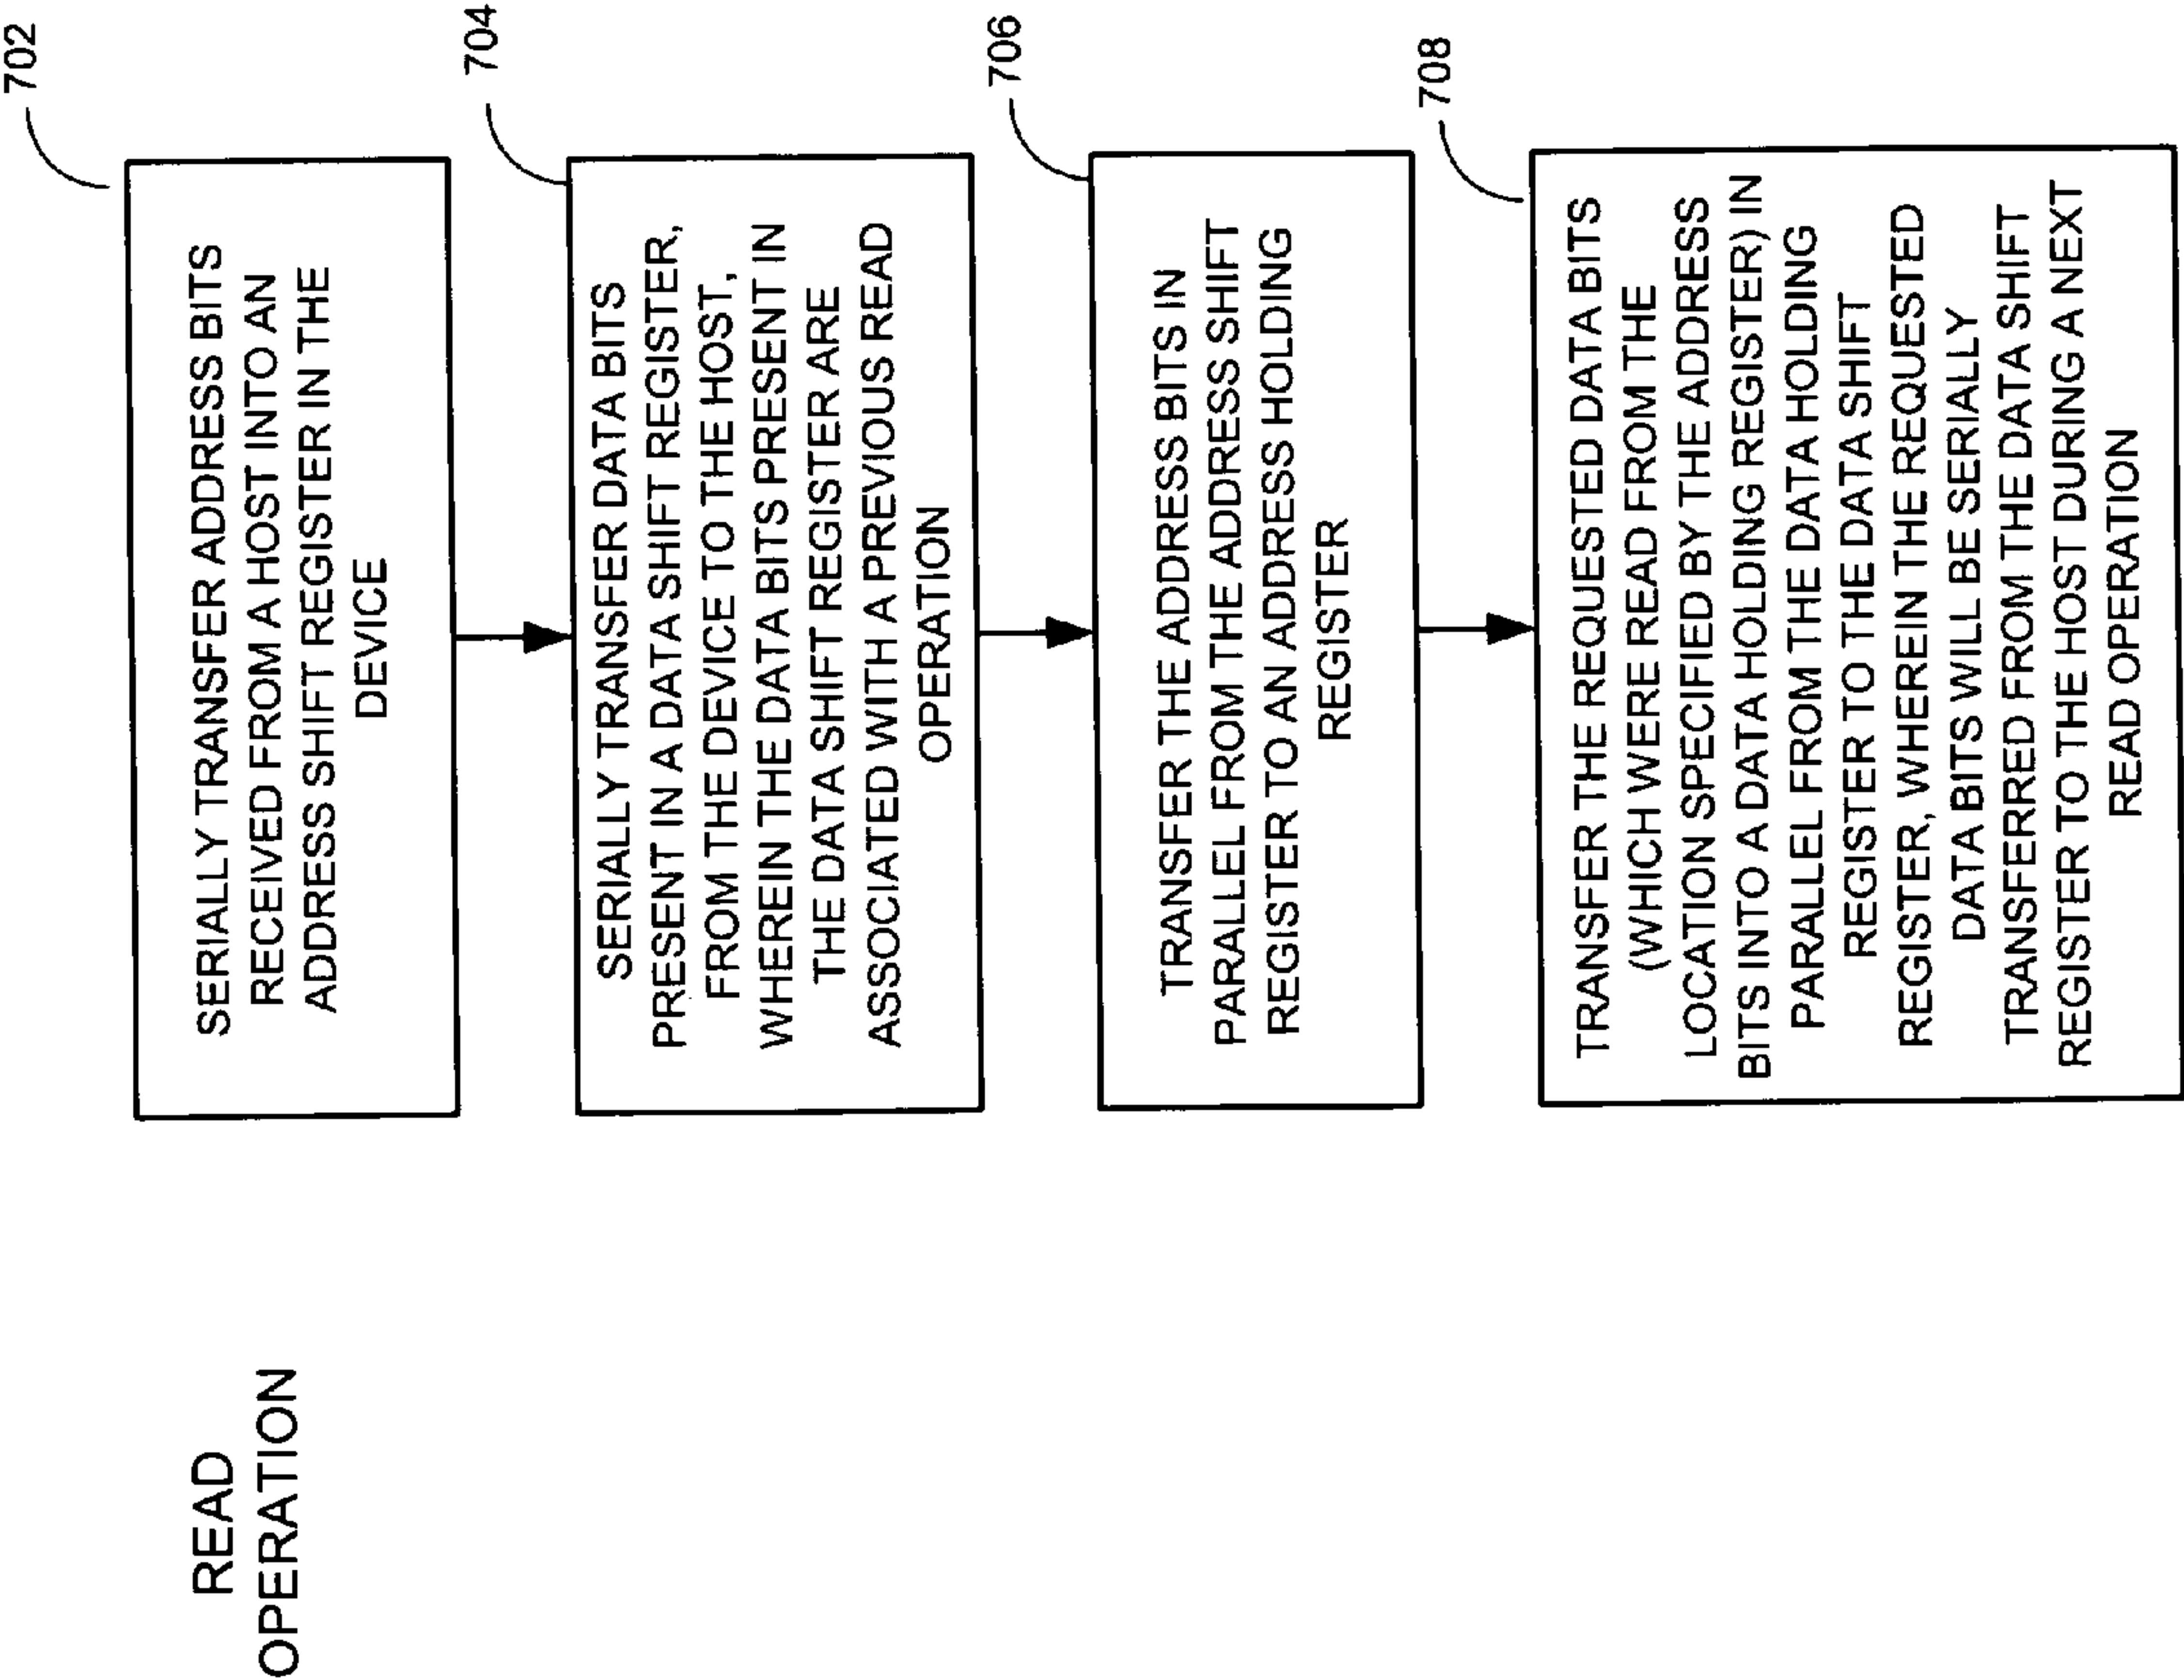 READ
OPERATION
702
SERIALLY TRANSFER ADDRESS BITS
RECEIVED FROM A HOST INTO AN
ADDRESS SHIFT REGISTER IN THE
DEVICE
704
SERIALLY TRANSFER DATA BITS
PRESENT IN A DATA SHIFT REGISTER,
FROM THE DEVICE TO THE HOST,
WHEREIN THE DATA BITS PRESENT IN
THE DATA SHIFT REGISTER ARE
ASSOCIATED WITH A PREVIOUS READ
OPERATION
706
TRANSFER THE ADDRESS BITS IN
PARALLEL FROM THE ADDRESS SHIFT
REGISTER TO AN ADDRESS HOLDING
REGISTER
708
TRANSFER THE REQUESTED DATA BITS
(WHICH WERE READ FROM THE
LOCATION SPECIFIED BY THE ADDRESS
BITS INTO A DATA HOLDING REGISTER) IN
PARALLEL FROM THE DATA HOLDING
REGISTER TO THE DATA SHIFT
REGISTER, WHEREIN THE REQUESTED
DATA BITS WILL BE SERIALLY
TRANSFERRED FROM THE DATA SHIFT
REGISTER TO THE HOST DURING A NEXT
READ OPERATION